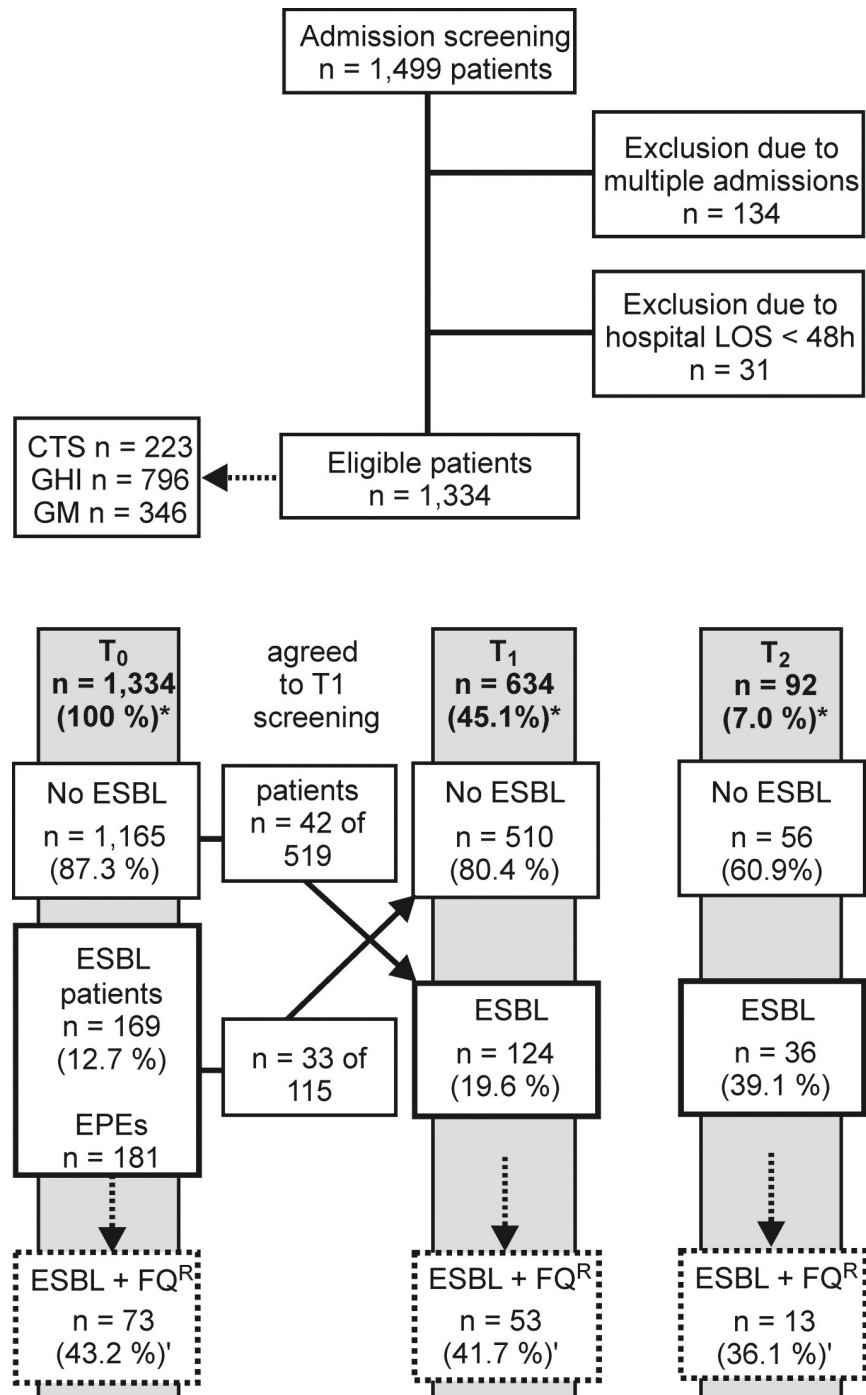 Admission screening
n = 1,499 patients
Exclusion due to
multiple admissions
n = 134
Exclusion due to
hospital LOS < 48h
n = 31
CTS n = 223
GHI n = 796
GM n = 346
Eligible patients
n = 1,334
T0
n = 1,334
(100 %)*
agreed
to T1
screening
T1
n = 634
(45.1%)*
T2
n = 92
(7.0 %)*
No ESBL
n = 1,165
(87.3 %)
patients
n = 42 of
519
No ESBL
n = 510
(80.4 %)
No ESBL
n = 56
(60.9%)
ESBL
patients
n = 169
(12.7 %)
EPEs
n = 181
n = 33 of
115
ESBL
n = 124
(19.6 %)
ESBL
n = 36
(39.1 %)
ESBL + FQR
n = 73
(43.2 %)'
ESBL + FQR
n = 53
(41.7 %)'
ESBL + FQR
n = 13
(36.1 %)'